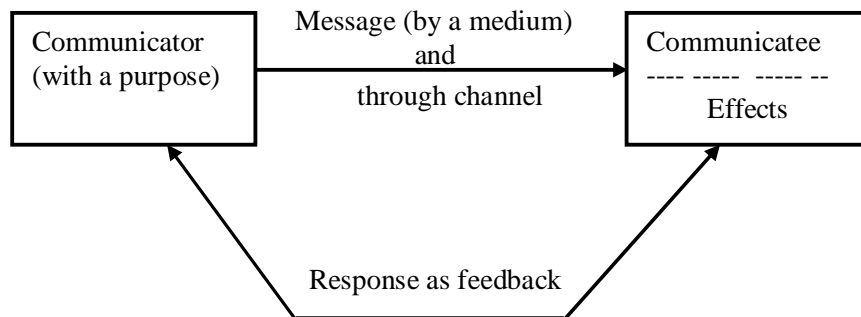 Communicator
(with a purpose)
Message (by a medium)
and
through channel
Communicatee
---- ----- ----- --
Effects
Response as feedback